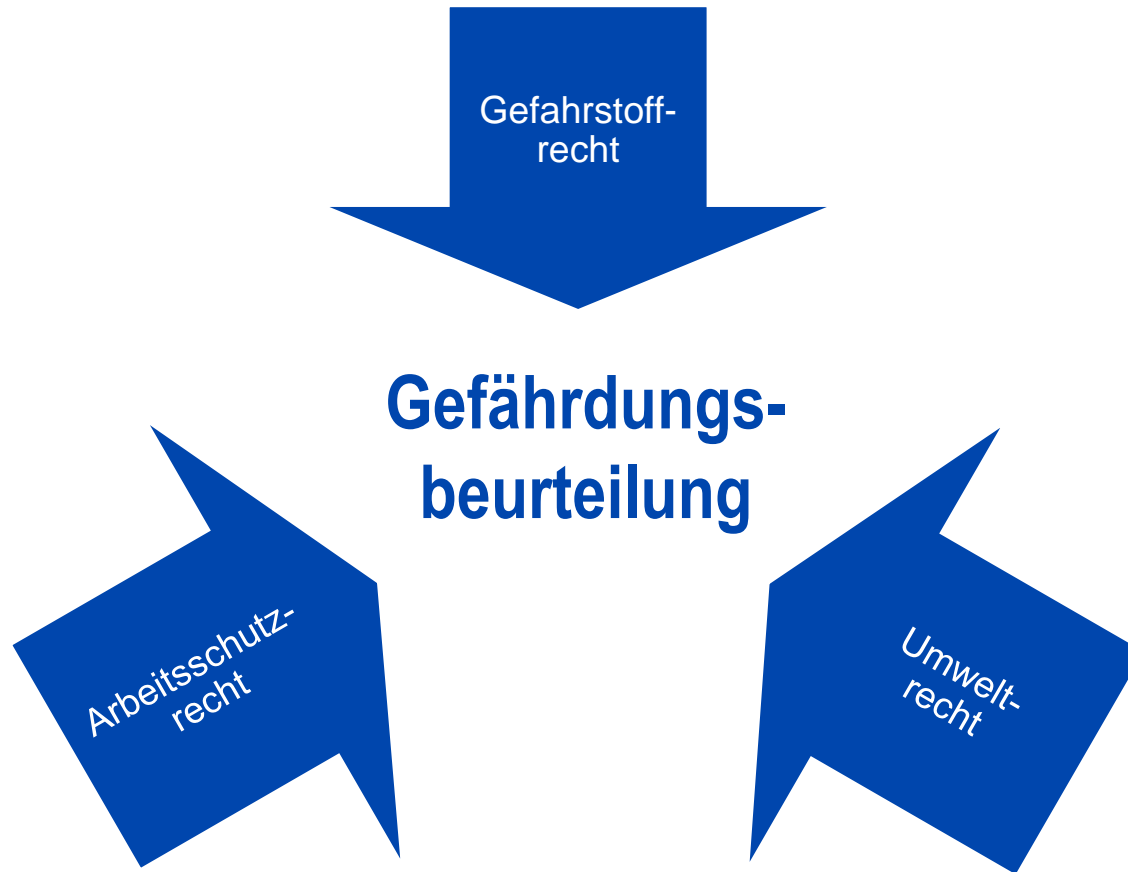 Gefahrstoff-
recht
Gefährdungs-
beurteilung
Arbeitsschutz-
recht
Umwelt-
recht